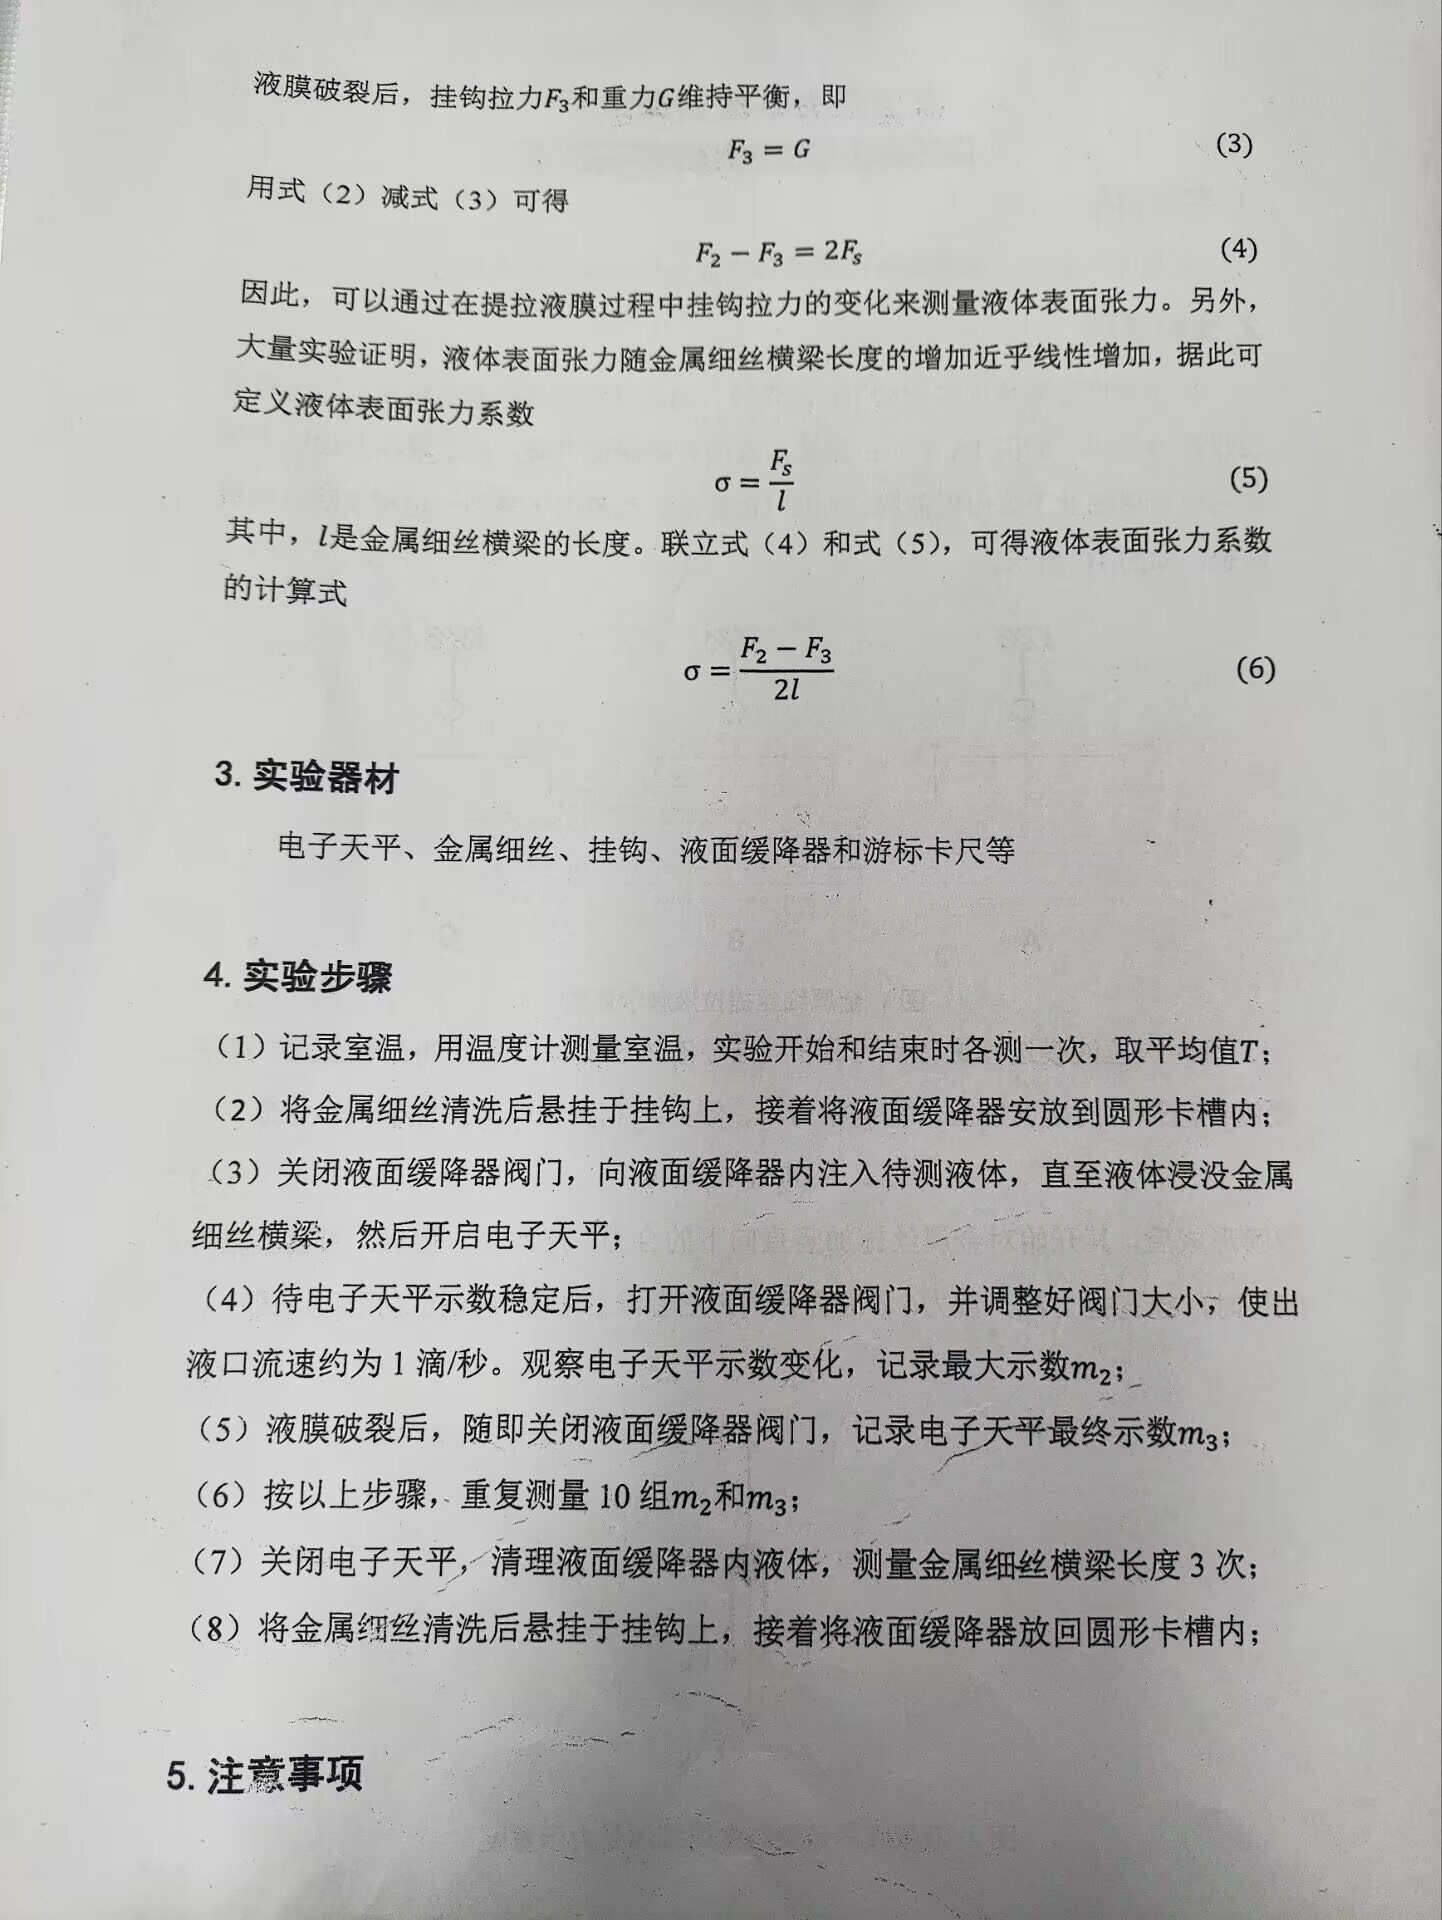 液膜破裂后，挂钩拉力F₃和重力G维持平衡，即
F₃ = G (3)
用式（2）减式（3）可得
F₂ − F₃ = 2Fₛ (4)
因此，可以通过在提拉液膜过程中挂钩拉力的变化来测量液体表面张力。另外，
大量实验证明，液体表面张力随金属细丝横梁长度的增加近乎线性增加，据此可
定义液体表面张力系数
σ = Fₛ/l (5)
其中，l是金属细丝横梁的长度。联立式（4）和式（5），可得液体表面张力系数
的计算式
σ = (F₂ − F₃)/2l (6)
3. 实验器材
电子天平、金属细丝、挂钩、液面缓降器和游标卡尺等
4. 实验步骤
（1）记录室温，用温度计测量室温，实验开始和结束时各测一次，取平均值T；
（2）将金属细丝清洗后悬挂于挂钩上，接着将液面缓降器安放到圆形卡槽内；
（3）关闭液面缓降器阀门，向液面缓降器内注入待测液体，直至液体浸没金属
细丝横梁，然后开启电子天平；
（4）待电子天平示数稳定后，打开液面缓降器阀门，并调整好阀门大小，使出
液口流速约为 1 滴/秒。观察电子天平示数变化，记录最大示数m₂；
（5）液膜破裂后，随即关闭液面缓降器阀门，记录电子天平最终示数m₃；
（6）按以上步骤，重复测量 10 组m₂和m₃；
（7）关闭电子天平，清理液面缓降器内液体，测量金属细丝横梁长度 3 次；
（8）将金属细丝清洗后悬挂于挂钩上，接着将液面缓降器放回圆形卡槽内；
5. 注意事项